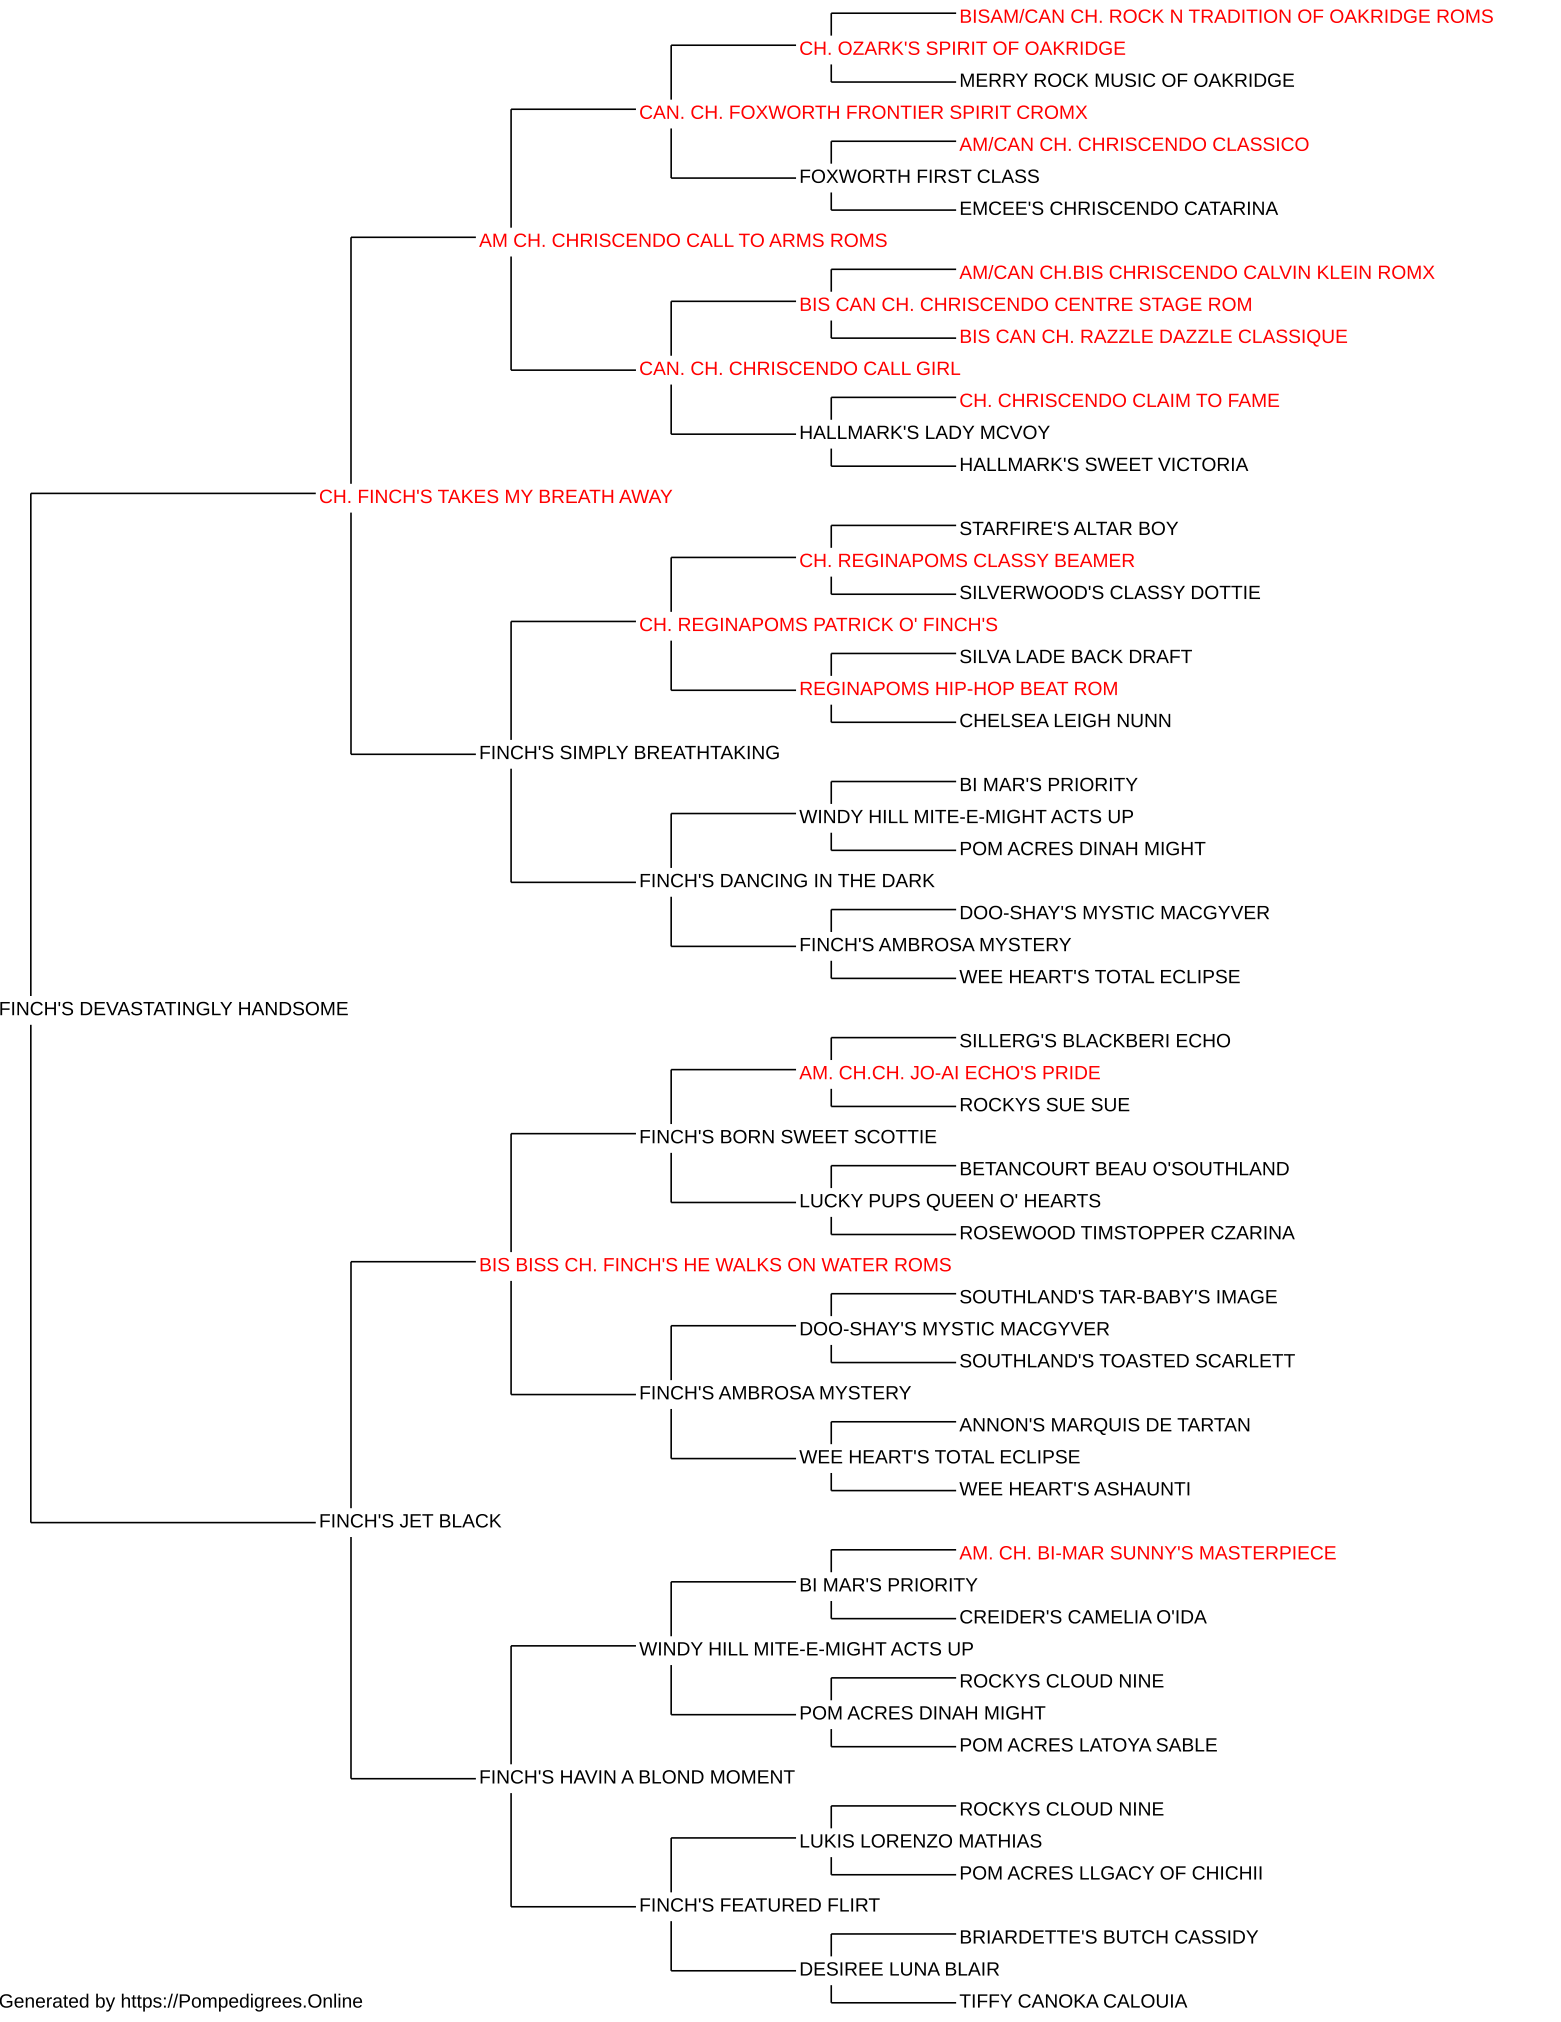 BISAM/CAN CH. ROCK N TRADITION OF OAKRIDGE ROMS
CH. OZARK'S SPIRIT OF OAKRIDGE
MERRY ROCK MUSIC OF OAKRIDGE
CAN. CH. FOXWORTH FRONTIER SPIRIT CROMX
AM/CAN CH. CHRISCENDO CLASSICO
FOXWORTH FIRST CLASS
EMCEE'S CHRISCENDO CATARINA
AM CH. CHRISCENDO CALL TO ARMS ROMS
AM/CAN CH.BIS CHRISCENDO CALVIN KLEIN ROMX
BIS CAN CH. CHRISCENDO CENTRE STAGE ROM
BIS CAN CH. RAZZLE DAZZLE CLASSIQUE
CAN. CH. CHRISCENDO CALL GIRL
CH. CHRISCENDO CLAIM TO FAME
HALLMARK'S LADY MCVOY
HALLMARK'S SWEET VICTORIA
CH. FINCH'S TAKES MY BREATH AWAY
STARFIRE'S ALTAR BOY
CH. REGINAPOMS CLASSY BEAMER
SILVERWOOD'S CLASSY DOTTIE
CH. REGINAPOMS PATRICK O' FINCH'S
SILVA LADE BACK DRAFT
REGINAPOMS HIP-HOP BEAT ROM
CHELSEA LEIGH NUNN
FINCH'S SIMPLY BREATHTAKING
BI MAR'S PRIORITY
WINDY HILL MITE-E-MIGHT ACTS UP
POM ACRES DINAH MIGHT
FINCH'S DANCING IN THE DARK
DOO-SHAY'S MYSTIC MACGYVER
FINCH'S AMBROSA MYSTERY
WEE HEART'S TOTAL ECLIPSE
FINCH'S DEVASTATINGLY HANDSOME
SILLERG'S BLACKBERI ECHO
AM. CH.CH. JO-AI ECHO'S PRIDE
ROCKYS SUE SUE
FINCH'S BORN SWEET SCOTTIE
BETANCOURT BEAU O'SOUTHLAND
LUCKY PUPS QUEEN O' HEARTS
ROSEWOOD TIMSTOPPER CZARINA
BIS BISS CH. FINCH'S HE WALKS ON WATER ROMS
SOUTHLAND'S TAR-BABY'S IMAGE
DOO-SHAY'S MYSTIC MACGYVER
SOUTHLAND'S TOASTED SCARLETT
FINCH'S AMBROSA MYSTERY
ANNON'S MARQUIS DE TARTAN
WEE HEART'S TOTAL ECLIPSE
WEE HEART'S ASHAUNTI
FINCH'S JET BLACK
AM. CH. BI-MAR SUNNY'S MASTERPIECE
BI MAR'S PRIORITY
CREIDER'S CAMELIA O'IDA
WINDY HILL MITE-E-MIGHT ACTS UP
ROCKYS CLOUD NINE
POM ACRES DINAH MIGHT
POM ACRES LATOYA SABLE
FINCH'S HAVIN A BLOND MOMENT
ROCKYS CLOUD NINE
LUKIS LORENZO MATHIAS
POM ACRES LLGACY OF CHICHII
FINCH'S FEATURED FLIRT
BRIARDETTE'S BUTCH CASSIDY
DESIREE LUNA BLAIR
TIFFY CANOKA CALOUIA
Generated by https://Pompedigrees.Online